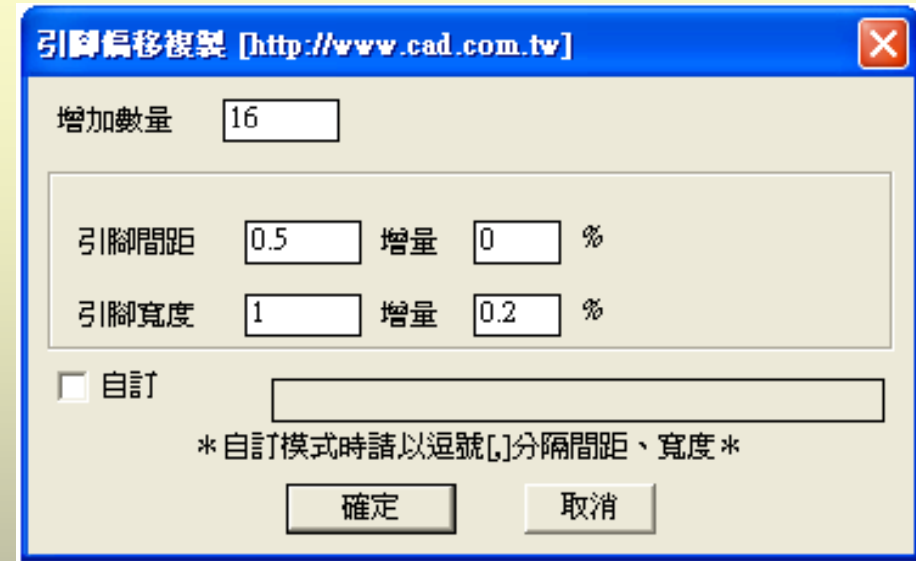 引腳偏移複製 [http://www.cad.com.tw]
增加數量 16
引腳間距 0.5 增量 0 %
引腳寬度 1 增量 0.2 %
自訂
*自訂模式時請以逗號[,]分隔間距、寬度*
確定 取消